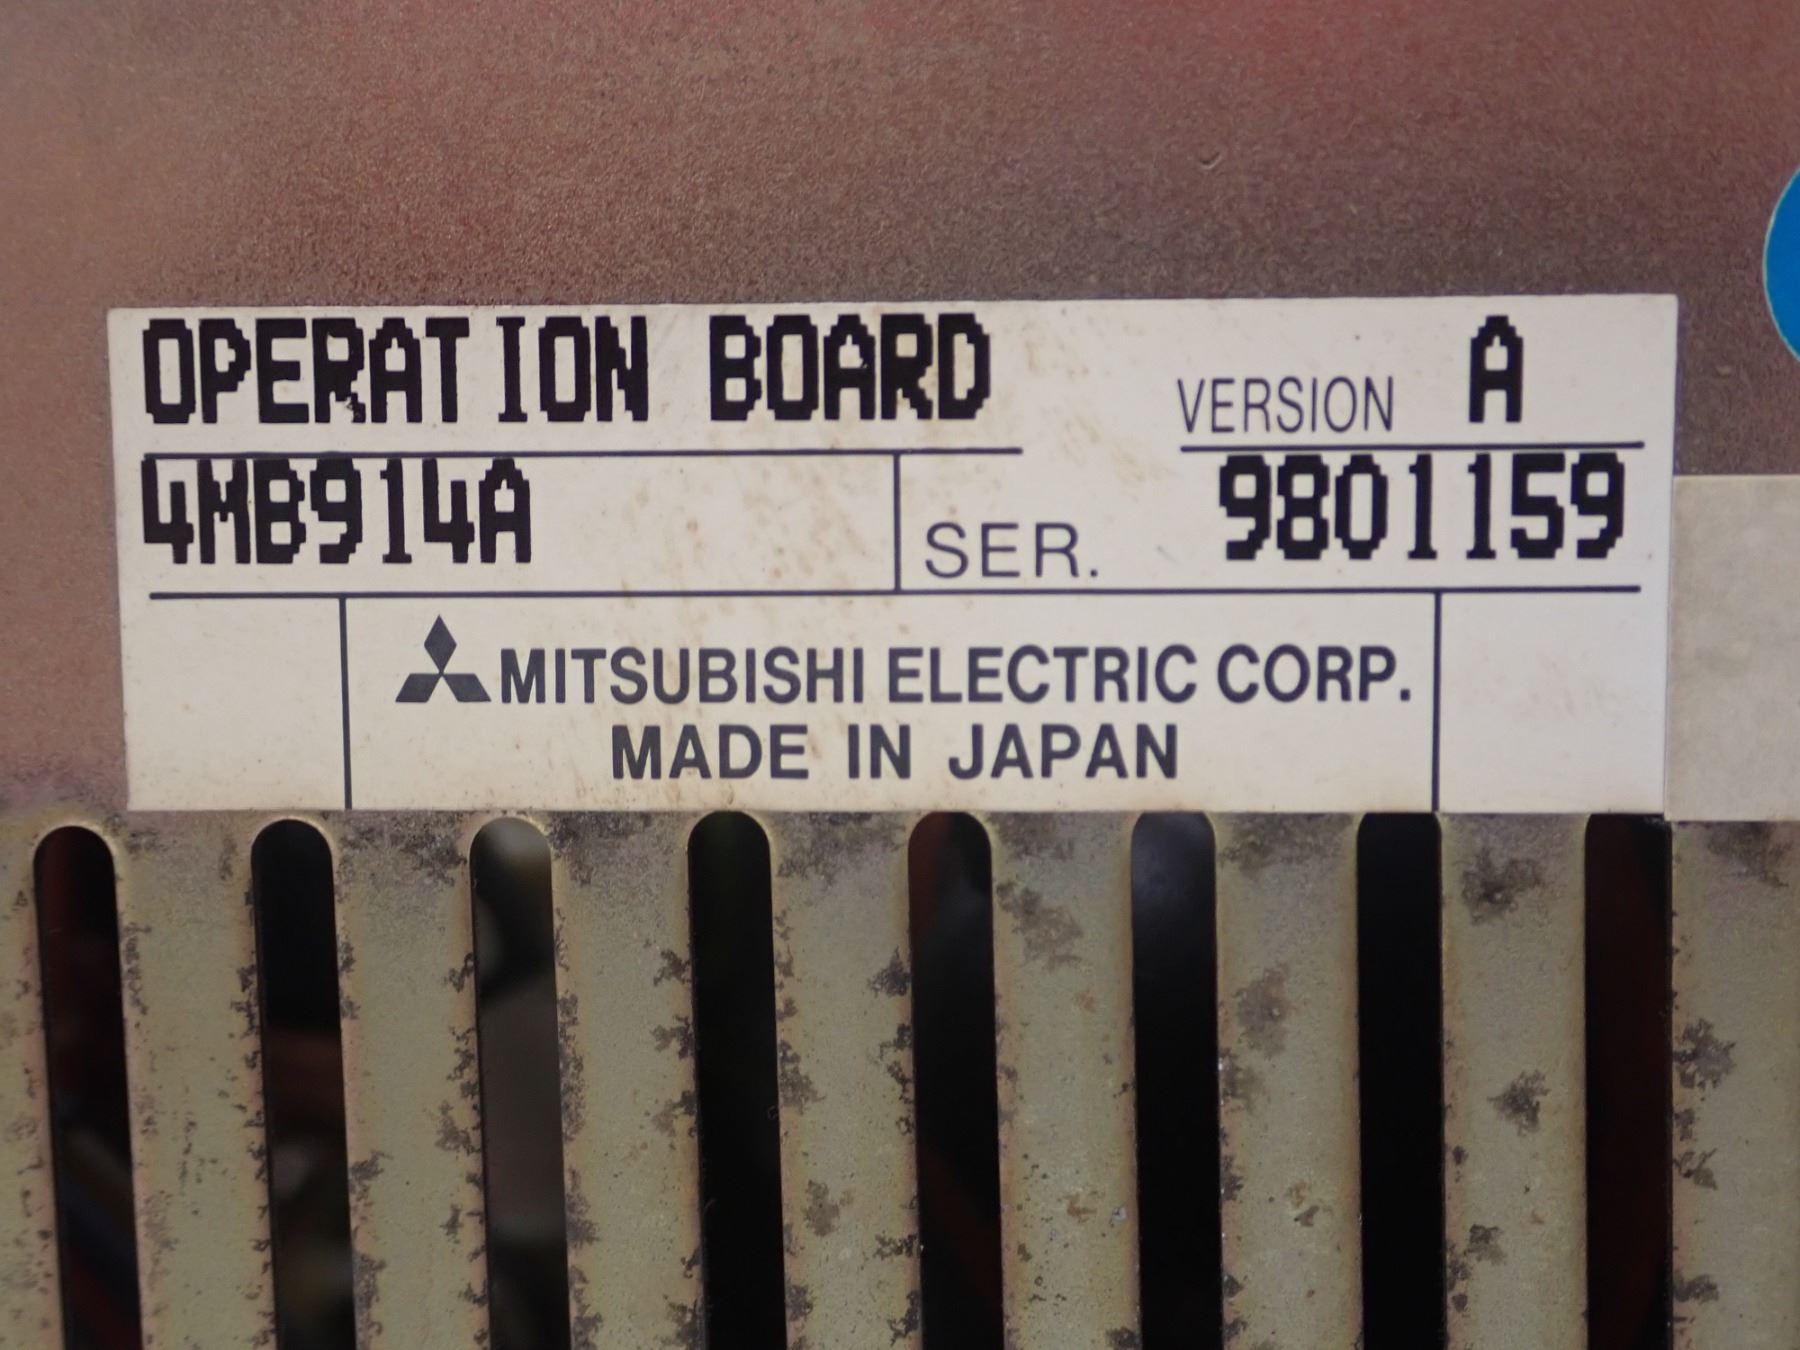 OPERATION BOARD VERSION A
4MB914A SER. 9801159
MITSUBISHI ELECTRIC CORP.
MADE IN JAPAN